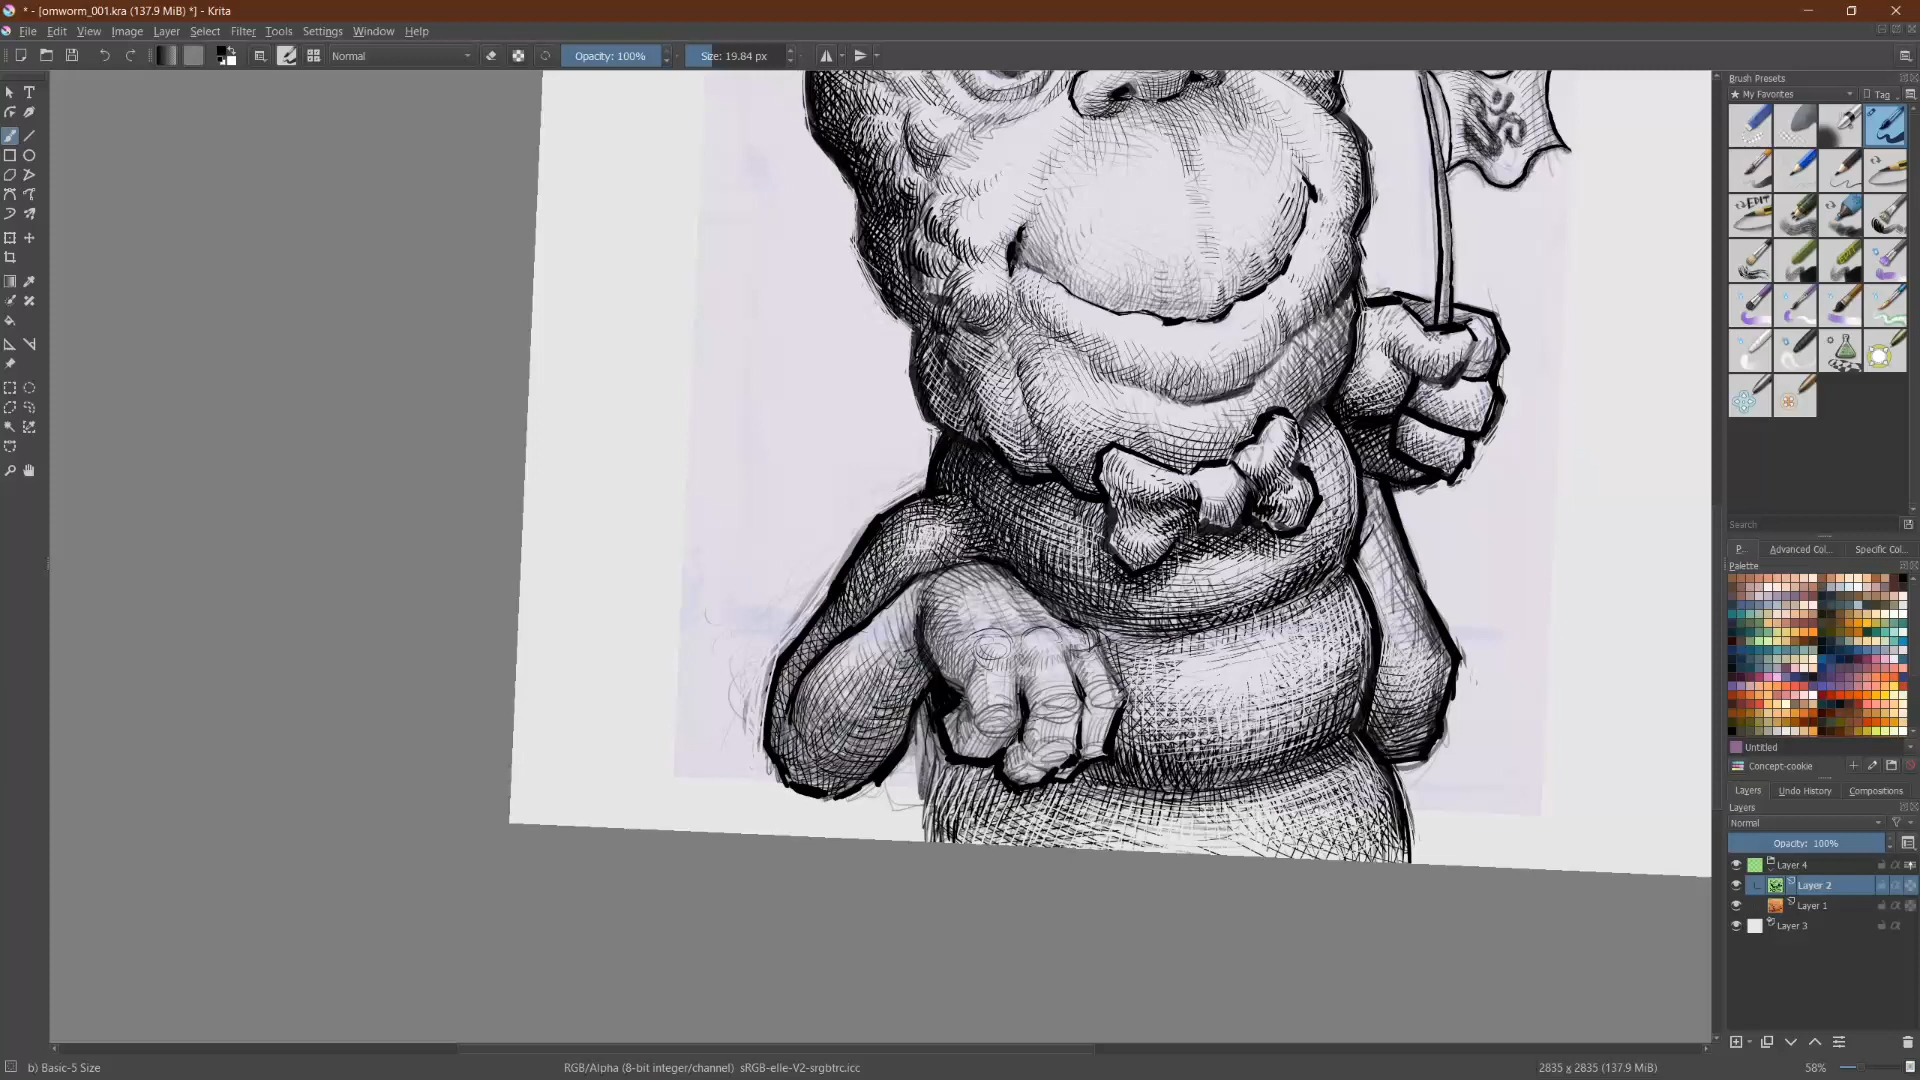 * - [omworm_001.kra (137.9 MiB) *] - Krita
File Edit View Image Layer Select Filter Tools Settings Window Help
Normal
Opacity: 100%
Size: 19.84 px
Brush Presets
My Favorites
Tag
EDIT
ॐ
Search
P... Advanced Col... Specific Col...
Palette
Untitled
Concept-cookie
Layers Undo History Compositions
Layers
Normal
Opacity: 100%
Layer 4
Layer 2
Layer 1
Layer 3
b) Basic-5 Size
RGB/Alpha (8-bit integer/channel) sRGB-elle-V2-srgbtrc.icc
2835 x 2835 (137.9 MiB)
58%